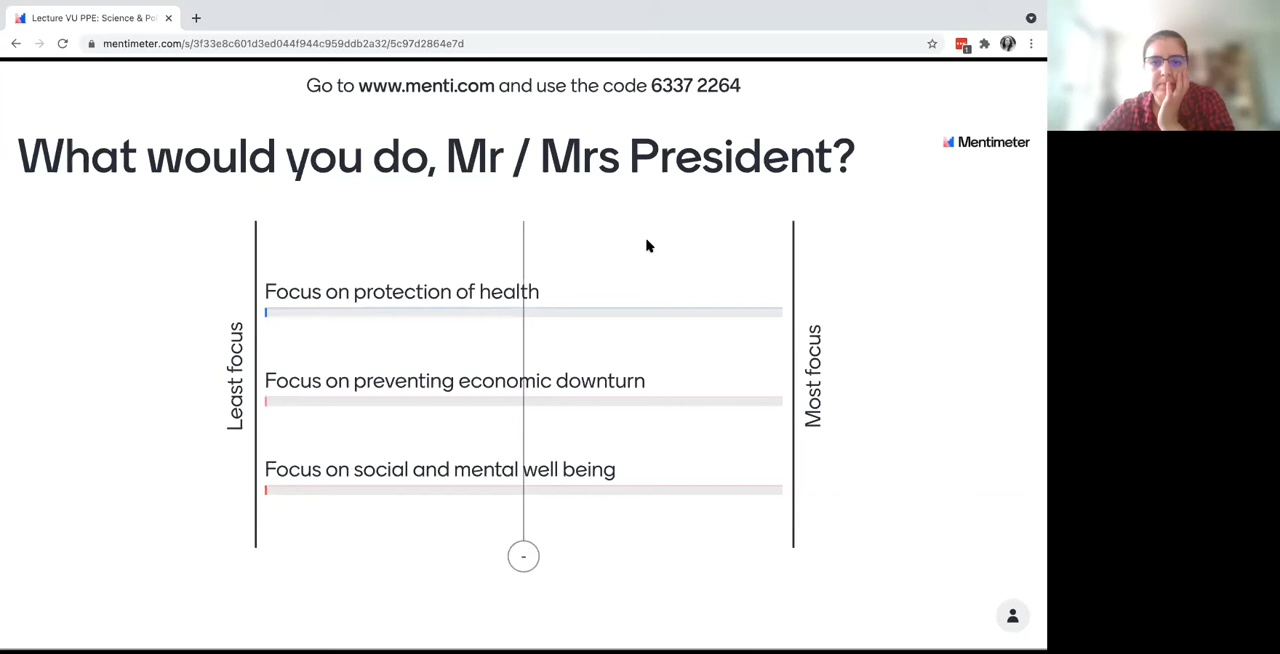 Lecture VU PPE: Science & Pol
mentimeter.com/s/3f33e8c601d3ed044f944c959ddb2a32/5c97d2864e7d
1
Go to www.menti.com and use the code 6337 2264
What would you do, Mr / Mrs President?
Mentimeter
Least focus
Focus on protection of health
Focus on preventing economic downturn
Focus on social and mental well being
Most focus
-